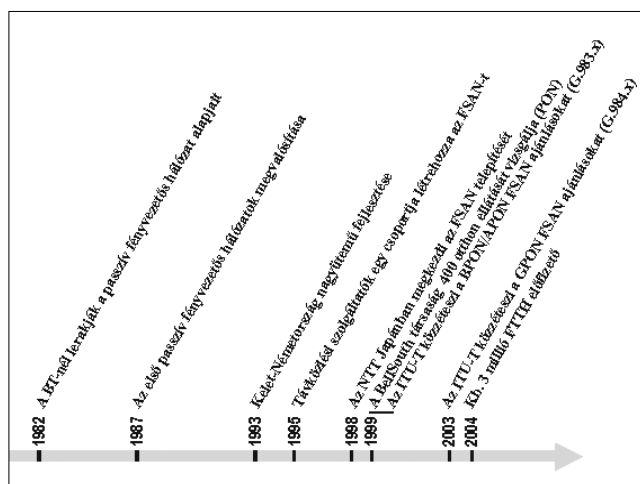 1982
A BT-nél lerakják a passzív fényvezetős hálózat alapjait
1987
Az első passzív fényvezetős hálózatok megvalósítása
1993
Kelet-Németország nagyütemű fejlesztése
1995
Távközlési szolgáltatók egy csoportja létrehozza az FSAN-t
1998
Az NTT Japánban megkezdi az FSAN telepítését
1999
A BellSouth társaság 400 otthon ellátását vizsgálja (PON)
Az ITU-T közzéteszi a BPON/APON FSAN ajánlásokat (G.983.x)
2003
Az ITU-T közzéteszi a GPON FSAN ajánlásokat (G.984.x)
2004
Kb. 3 millió FTTH előfizető